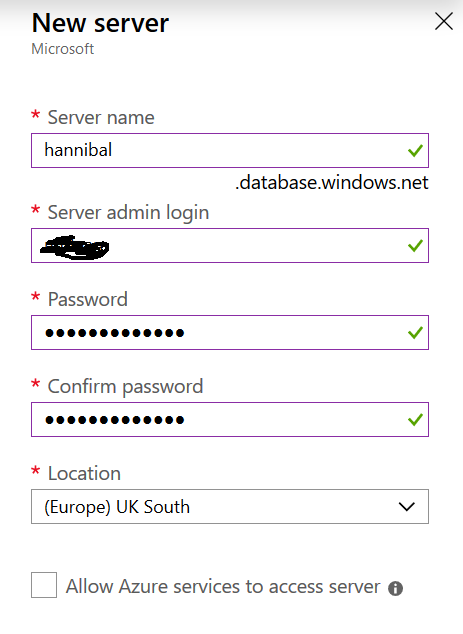 New server
Microsoft
* Server name
hannibal
.database.windows.net
* Server admin login
* Password
•••••••••••••
* Confirm password
•••••••••••••
* Location
(Europe) UK South
Allow Azure services to access server